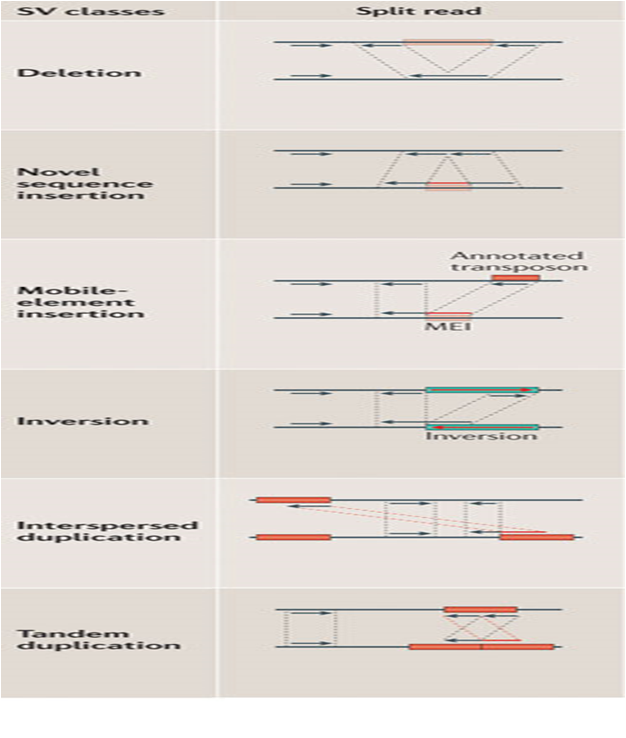 SV classes
Split read
Deletion
Novel
sequence
insertion
Annotated
transposon
Mobile-
element
insertion
MEI
Inversion
Inversion
Interspersed
duplication
Tandem
duplication